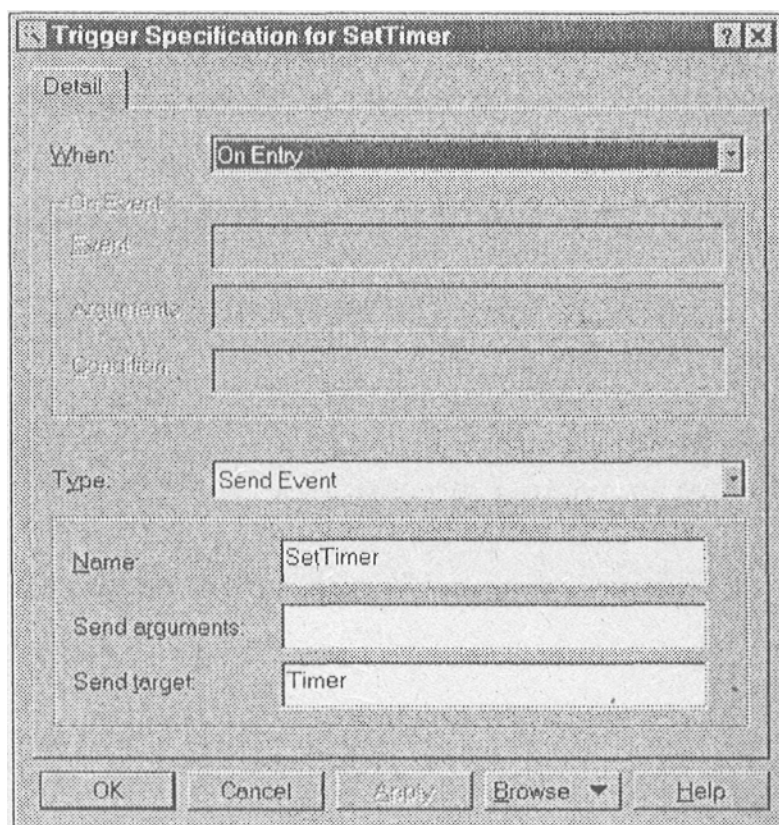 Trigger Specification for SetTimer
Detail
When: On Entry
On Event
Event
Arguments:
Condition:
Type: Send Event
Name: SetTimer
Send arguments:
Send target: Timer
OK Cancel Apply Browse Help